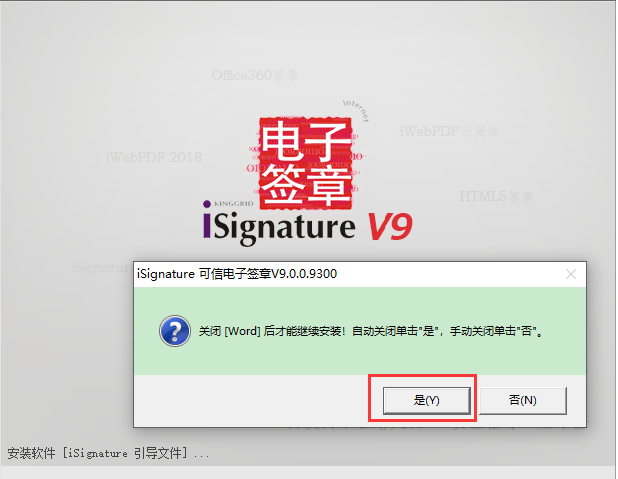 Office360签章
internet
iWebPDF云阅读
电子
iWebPDF 2018
签章
HTML5签章
KINGGRID
iSignature V9
iSignature
iSignature 可信电子签章V9.0.0.9300
关闭 [Word] 后才能继续安装！自动关闭单击"是"，手动关闭单击"否"。
是(Y)
否(N)
安装软件 [iSignature 引导文件] ...